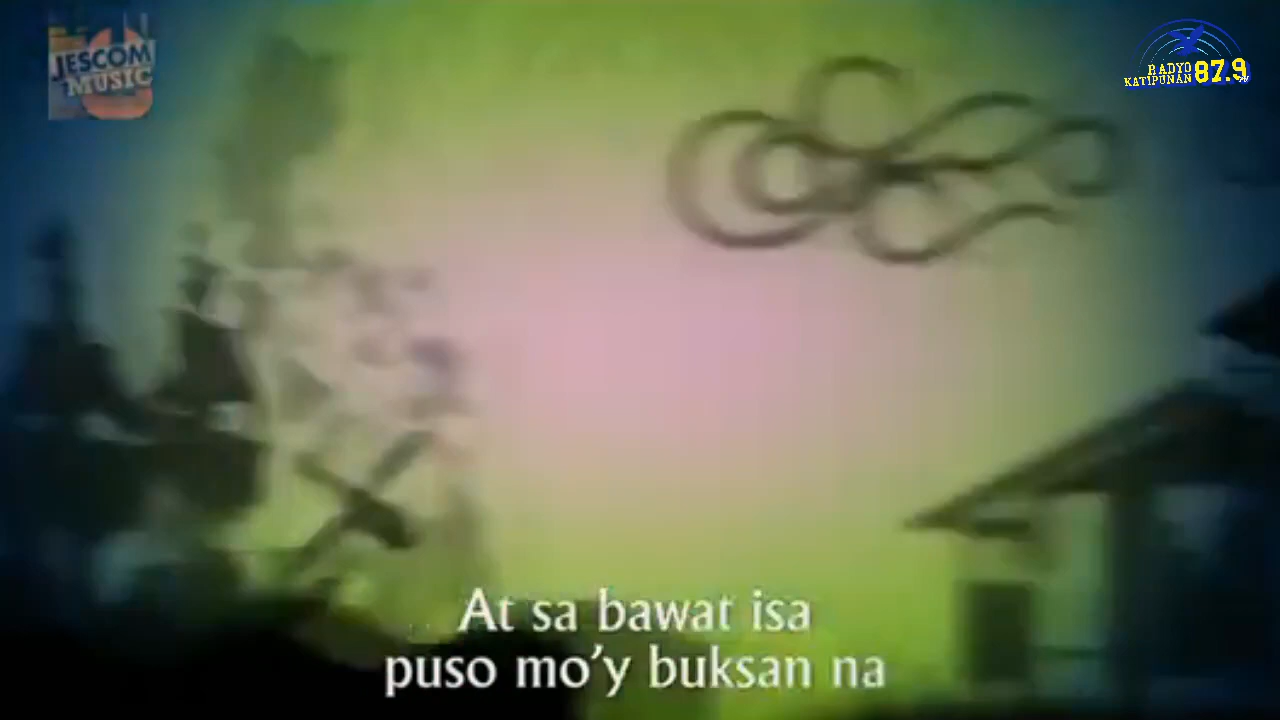 JESCOM
MUSIC
RADYO
KATIPUNAN 87.9
At sa bawat isa
puso mo'y buksan na